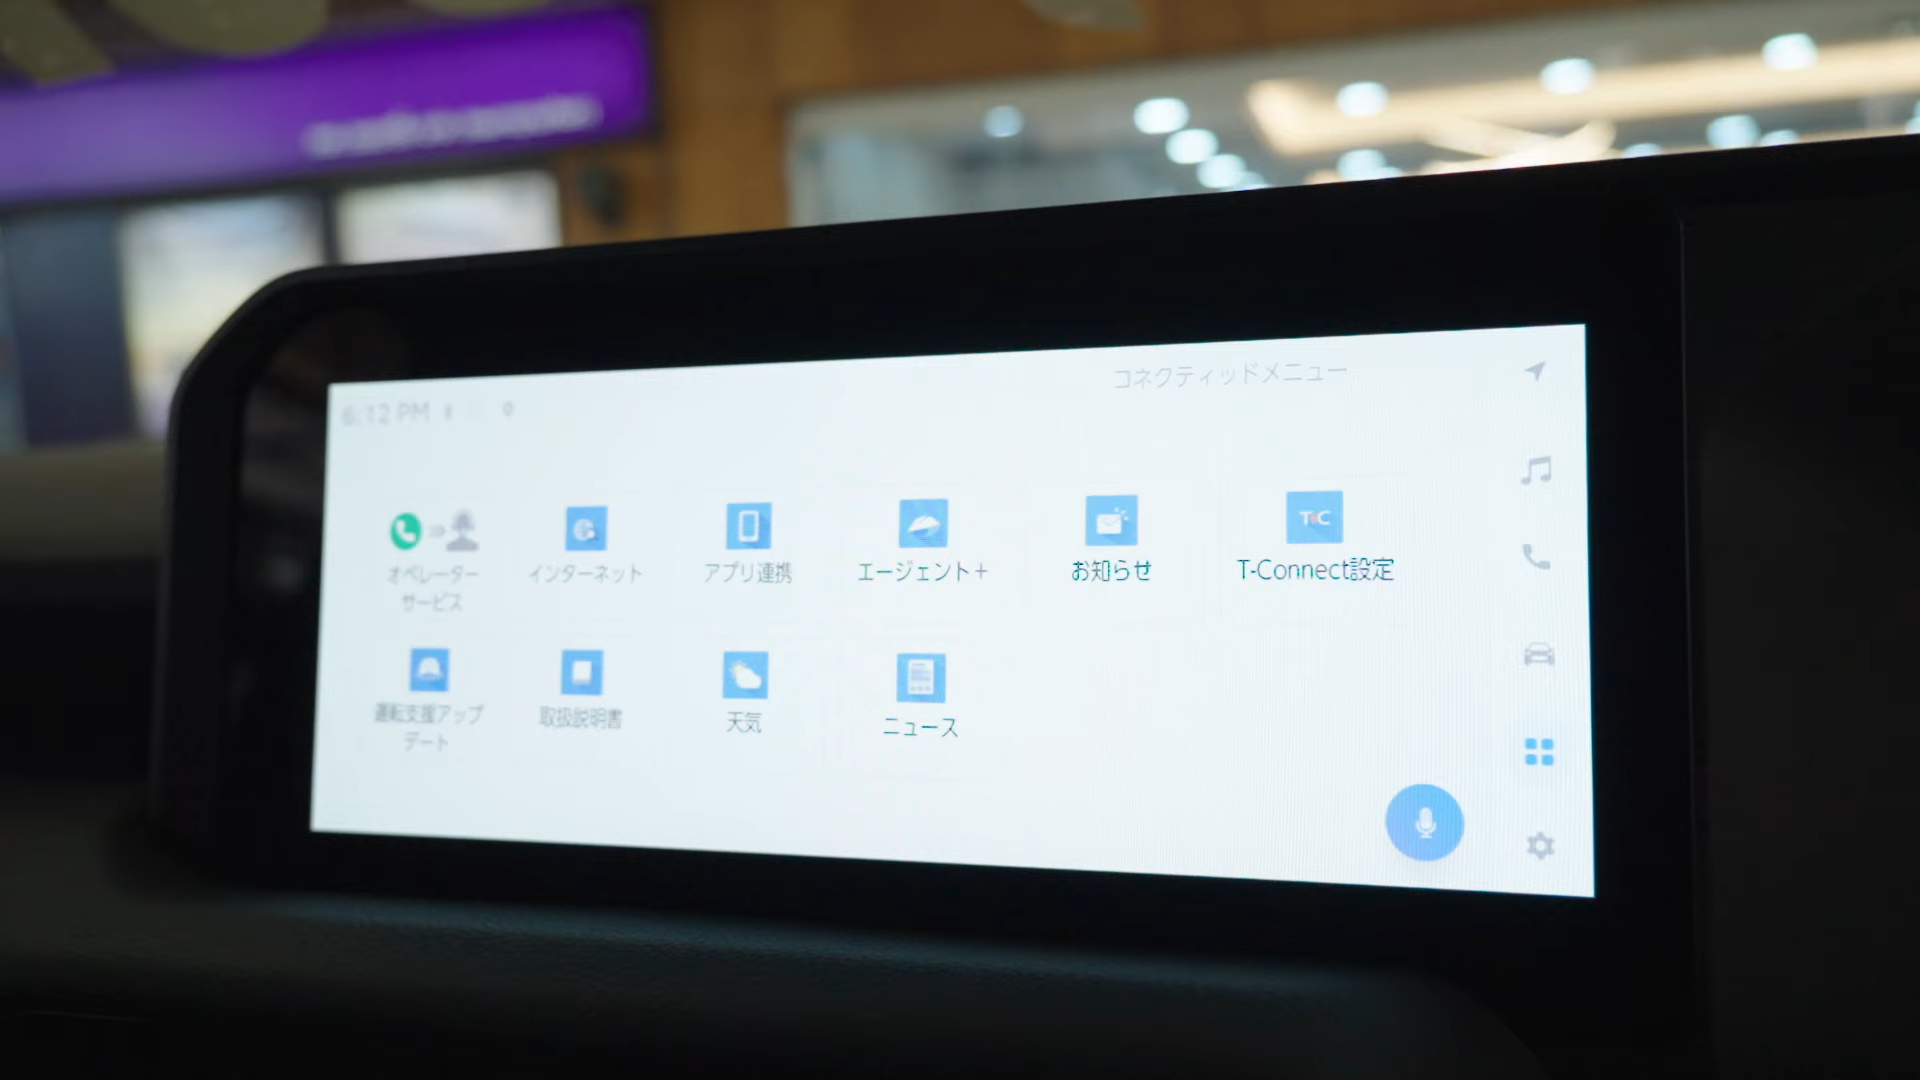 コネクティッドメニュー
6:12 PM
オペレーター
サービス
インターネット
アプリ連携
エージェント+
お知らせ
T-C
T-Connect設定
運転支援アップ
デート
取扱説明書
天気
ニュース